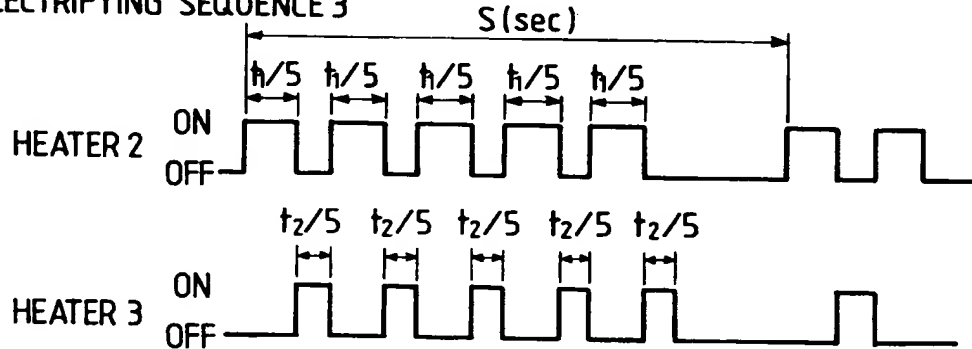 ELECTRIFYING SEQUENCE 3
S(sec)
t1/5 t1/5 t1/5 t1/5 t1/5
HEATER 2
ON
OFF
t2/5 t2/5 t2/5 t2/5 t2/5
HEATER 3
ON
OFF